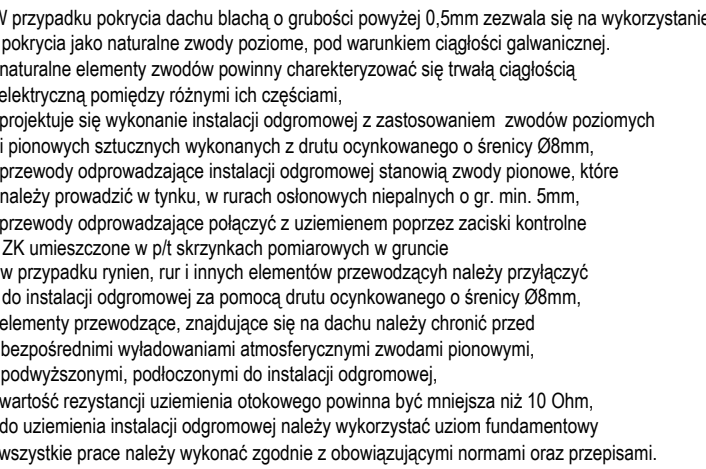 W przypadku pokrycia dachu blachą o grubości powyżej 0,5mm zezwala się na wykorzystanie
pokrycia jako naturalne zwody poziome, pod warunkiem ciągłości galwanicznej.
naturalne elementy zwodów powinny charekteryzować się trwałą ciągłością
elektryczną pomiędzy różnymi ich częściami,
projektuje się wykonanie instalacji odgromowej z zastosowaniem zwodów poziomych
i pionowych sztucznych wykonanych z drutu ocynkowanego o śrenicy Ø8mm,
przewody odprowadzające instalacji odgromowej stanowią zwody pionowe, które
należy prowadzić w tynku, w rurach osłonowych niepalnych o gr. min. 5mm,
przewody odprowadzające połączyć z uziemienem poprzez zaciski kontrolne
ZK umieszczone w p/t skrzynkach pomiarowych w gruncie
w przypadku rynien, rur i innych elementów przewodzącyh należy przyłączyć
do instalacji odgromowej za pomocą drutu ocynkowanego o śrenicy Ø8mm,
elementy przewodzące, znajdujące się na dachu należy chronić przed
bezpośrednimi wyładowaniami atmosferycznymi zwodami pionowymi,
podwyższonymi, podłoczonymi do instalacji odgromowej,
wartość rezystancji uziemienia otokowego powinna być mniejsza niż 10 Ohm,
do uziemienia instalacji odgromowej należy wykorzystać uziom fundamentowy
wszystkie prace należy wykonać zgodnie z obowiązującymi normami oraz przepisami.